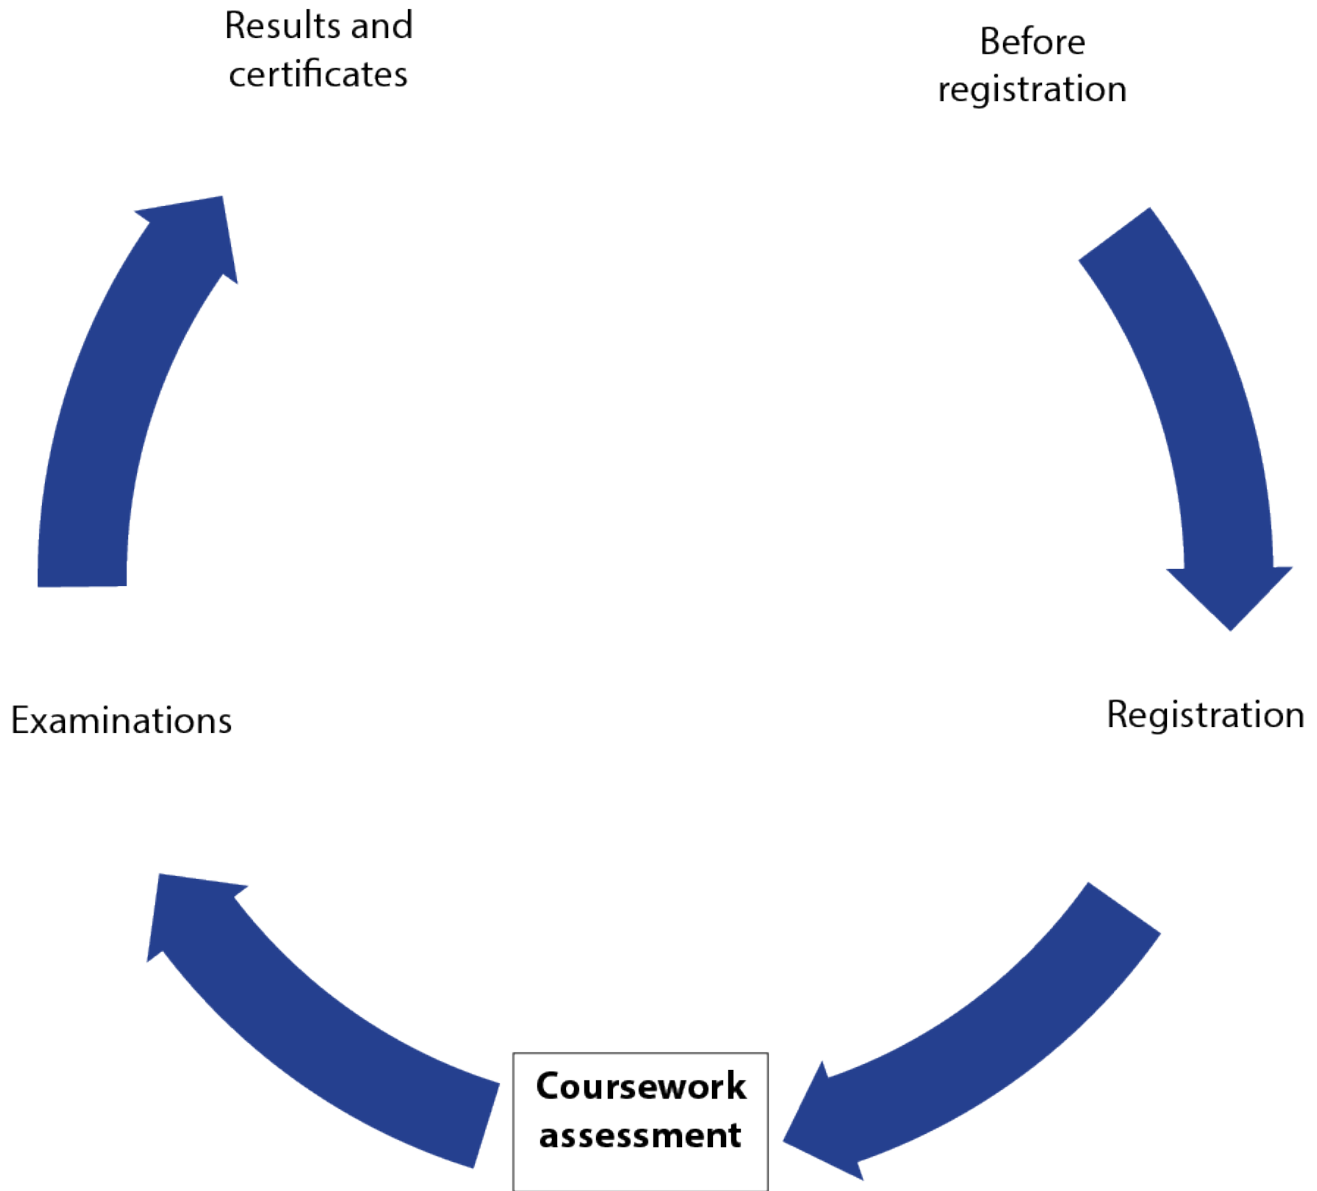 Results and
certificates
Before
registration
Examinations
Registration
Coursework
assessment